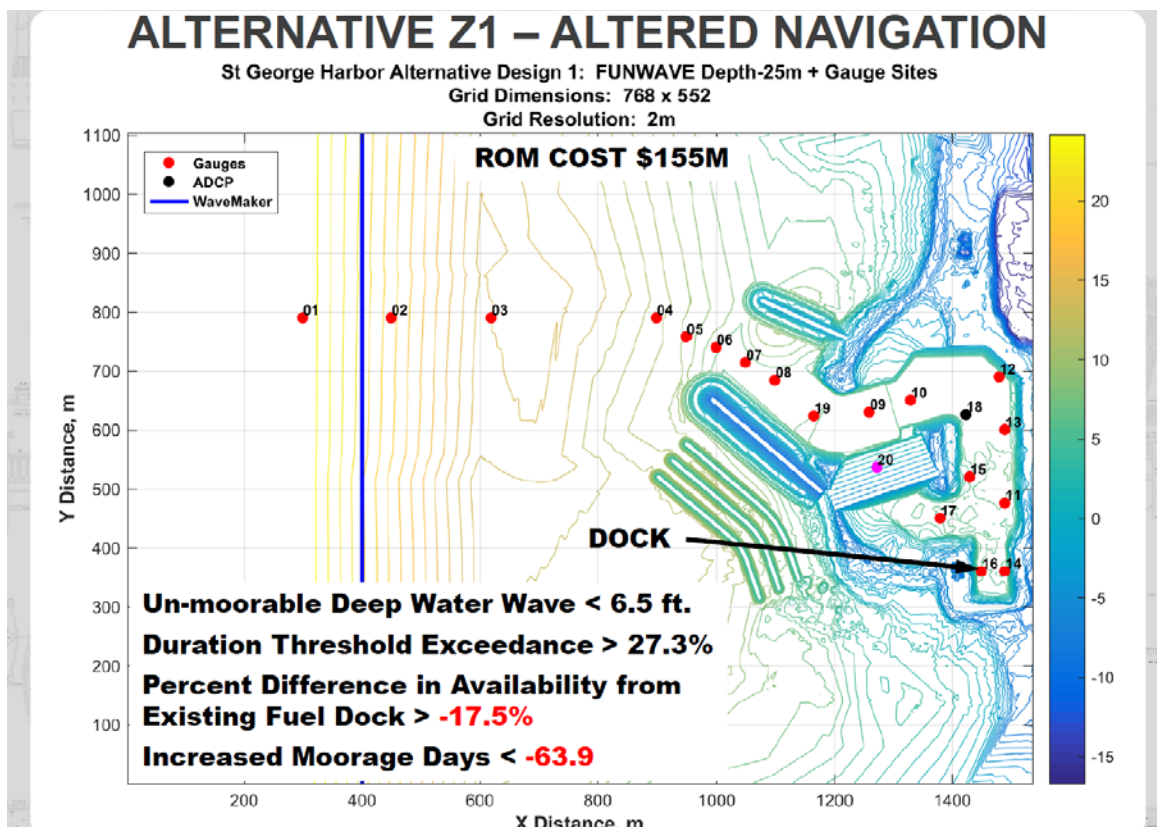 ALTERNATIVE Z1 – ALTERED NAVIGATION
St George Harbor Alternative Design 1: FUNWAVE Depth-25m + Gauge Sites
Grid Dimensions: 768 x 552
Grid Resolution: 2m
ROM COST $155M
Gauges
ADCP
WaveMaker
1100
1000
900
800
700
600
500
400
300
200
100
Y Distance, m
01
02
03
04
05
06
07
08
19
09
10
12
18
13
20
15
11
17
16
14
DOCK
Un-moorable Deep Water Wave < 6.5 ft.
Duration Threshold Exceedance > 27.3%
Percent Difference in Availability from
Existing Fuel Dock > -17.5%
Increased Moorage Days < -63.9
200
400
600
800
1000
1200
1400
X Distance, m
20
15
10
5
0
-5
-10
-15